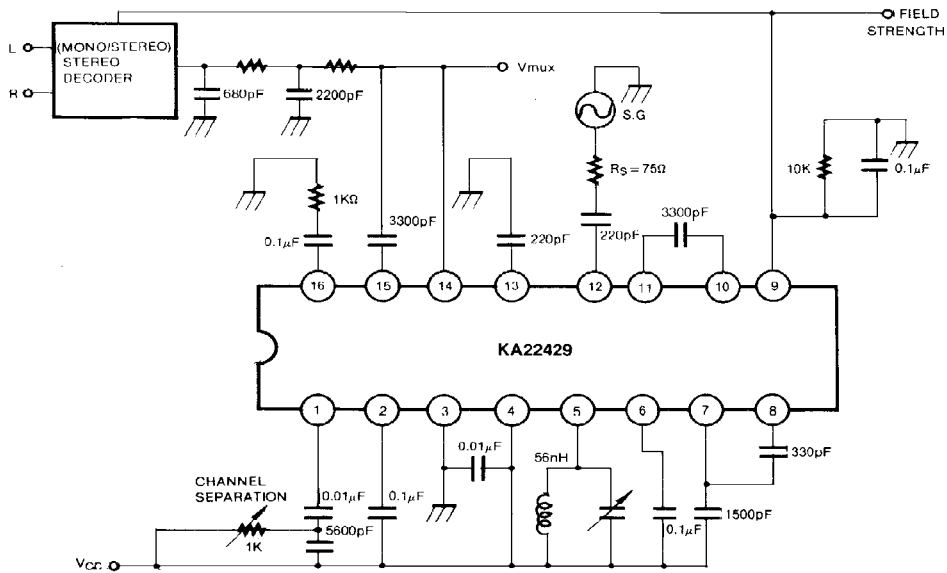 FIELD
STRENGTH
L
(MONO/STEREO)
STEREO
DECODER
R
680pF
2200pF
Vmux
S.G
RS=75Ω
10K
0.1µF
1KΩ
0.1µF
3300pF
220pF
220pF
3300pF
16
15
14
13
12
11
10
9
KA22429
1
2
3
4
5
6
7
8
0.01µF
56nH
330pF
CHANNEL
SEPARATION
0.01µF
0.1µF
1500pF
0.1µF
5600pF
1K
VCC